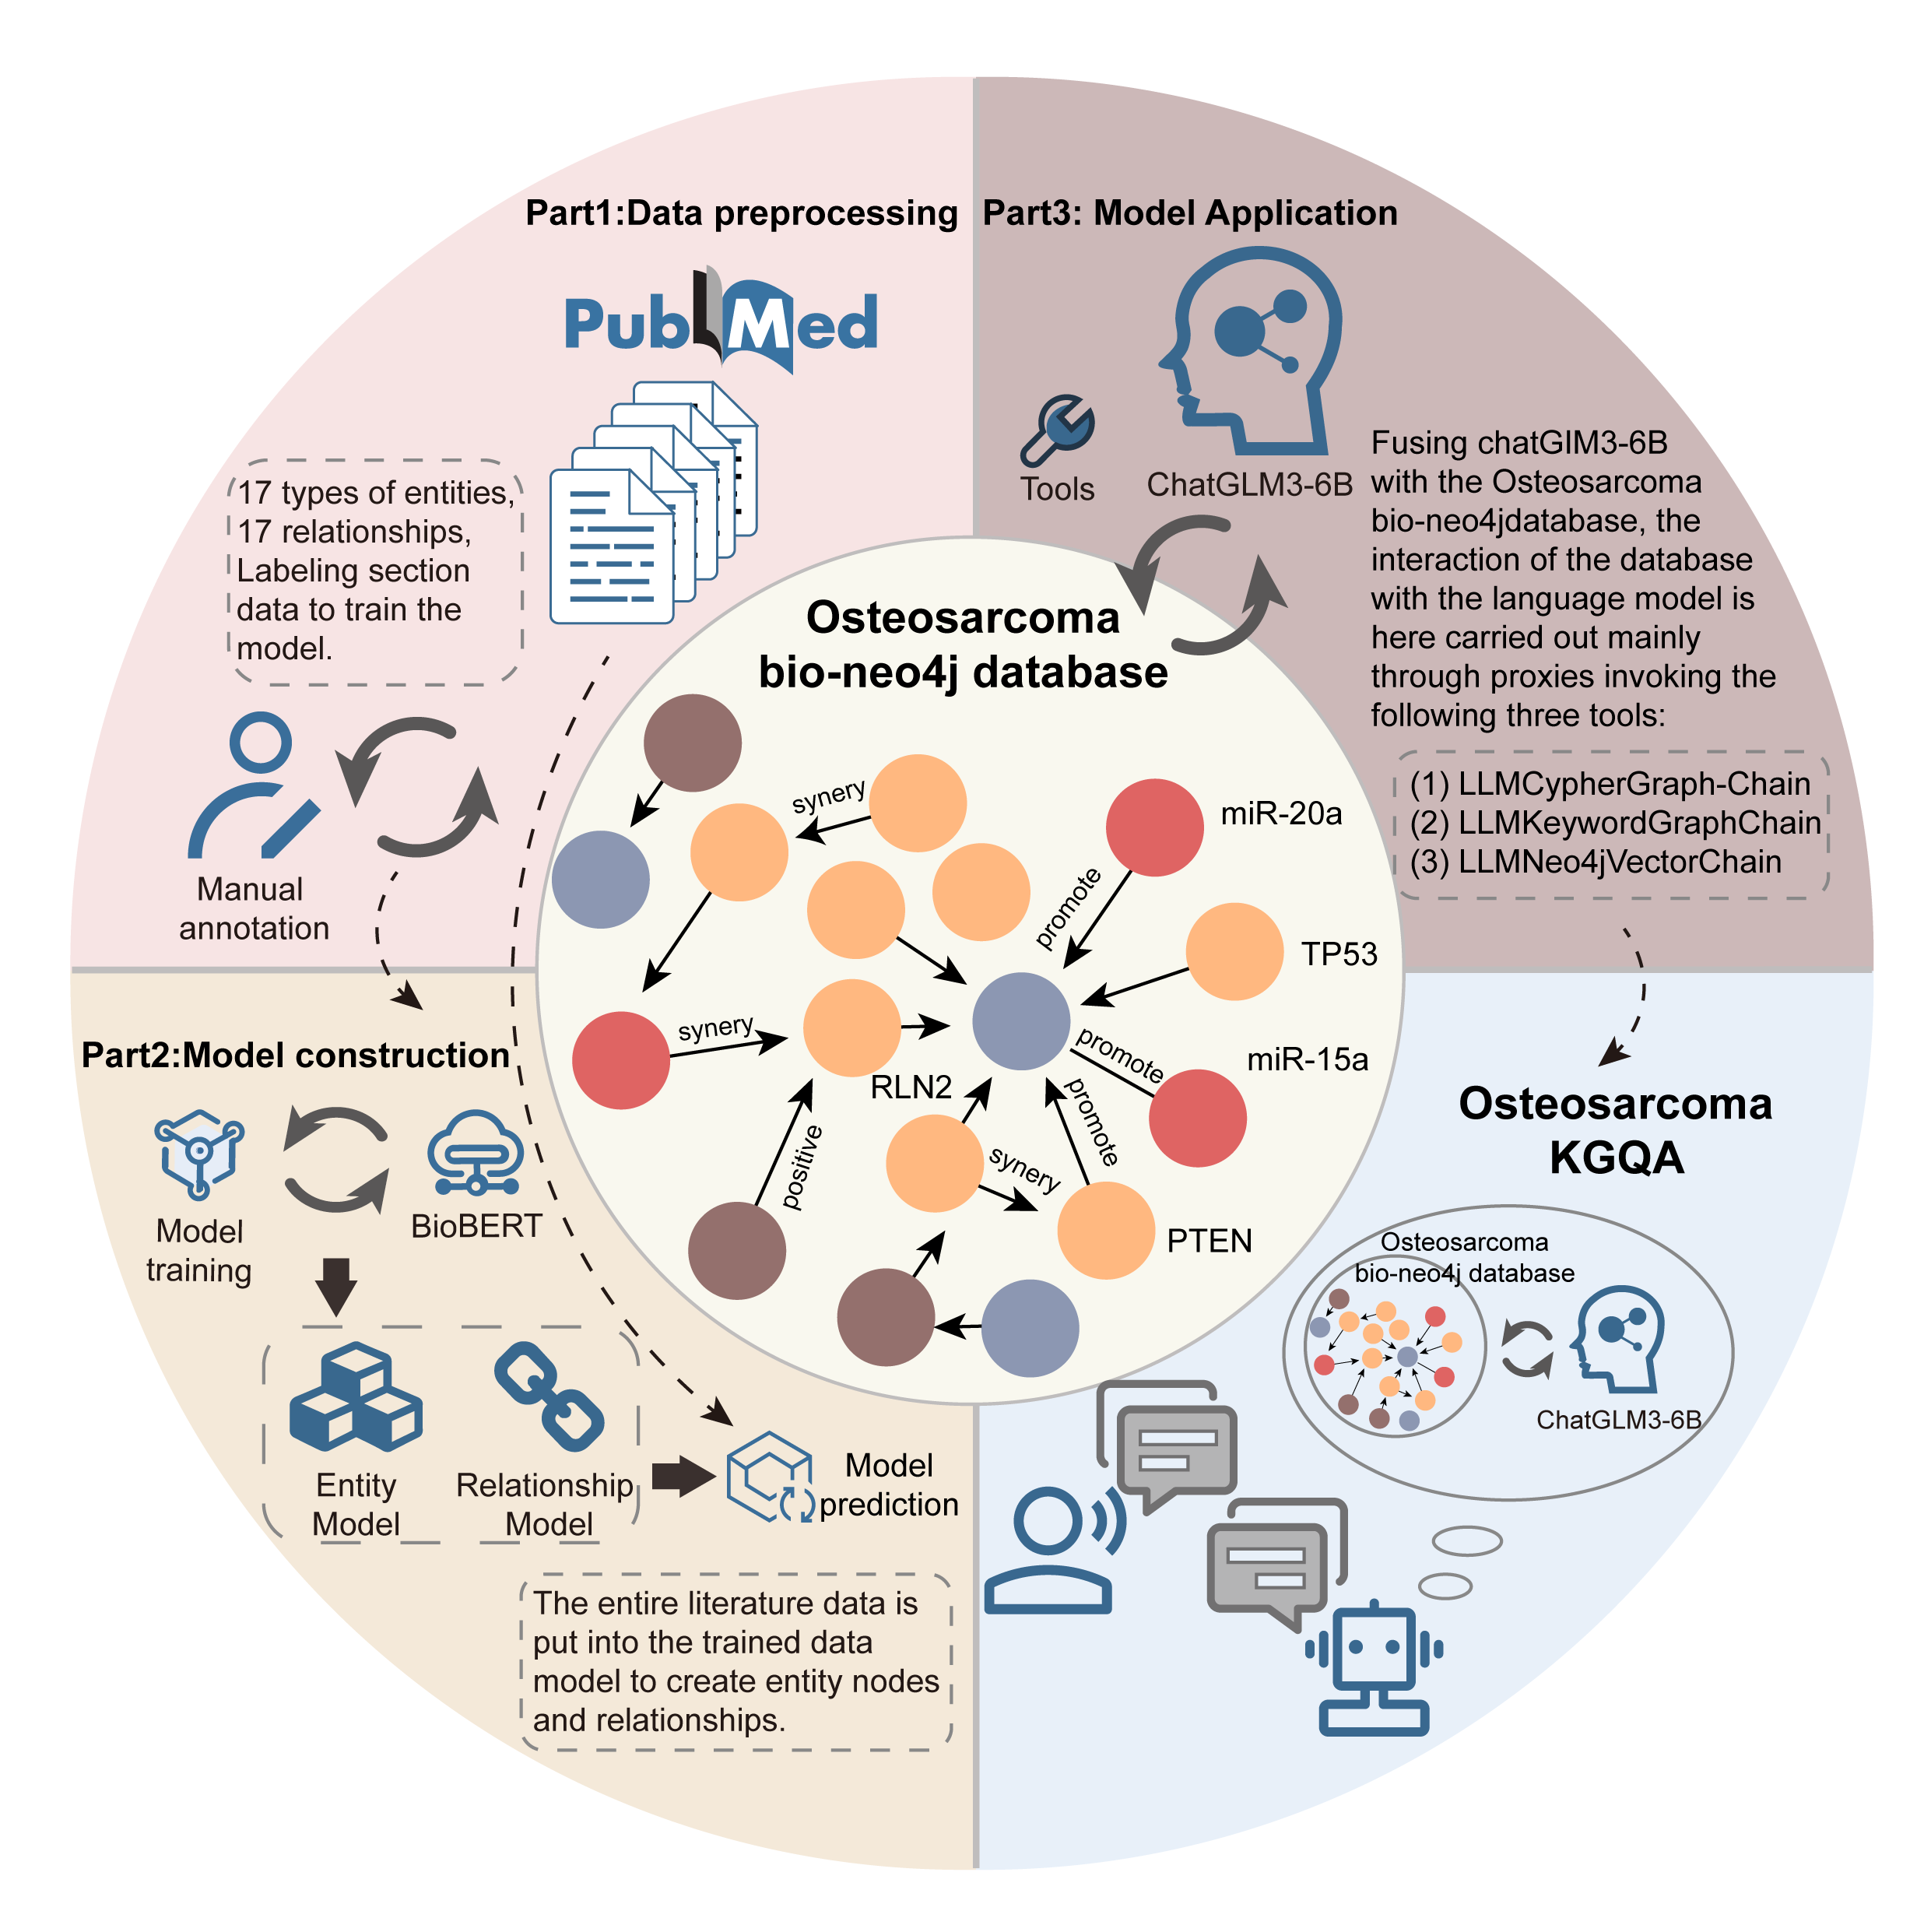 Part1:Data preprocessing
PubMed
17 types of entities,
17 relationships,
Labeling section
data to train the
model.
Manual
annotation
Part3: Model Application
Tools
ChatGLM3-6B
Fusing chatGIM3-6B
with the Osteosarcoma
bio-neo4jdatabase, the
interaction of the database
with the language model is
here carried out mainly
through proxies invoking the
following three tools:
(1) LLMCypherGraph-Chain
(2) LLMKeywordGraphChain
(3) LLMNeo4jVectorChain
Osteosarcoma
bio-neo4j database
synery
miR-20a
promote
TP53
synery
RLN2
promote
miR-15a
positive
synery
promote
PTEN
Part2:Model construction
Model
training
BioBERT
Entity
Model
Relationship
Model
Model
prediction
The entire literature data is
put into the trained data
model to create entity nodes
and relationships.
Osteosarcoma
KGQA
Osteosarcoma
bio-neo4j database
ChatGLM3-6B